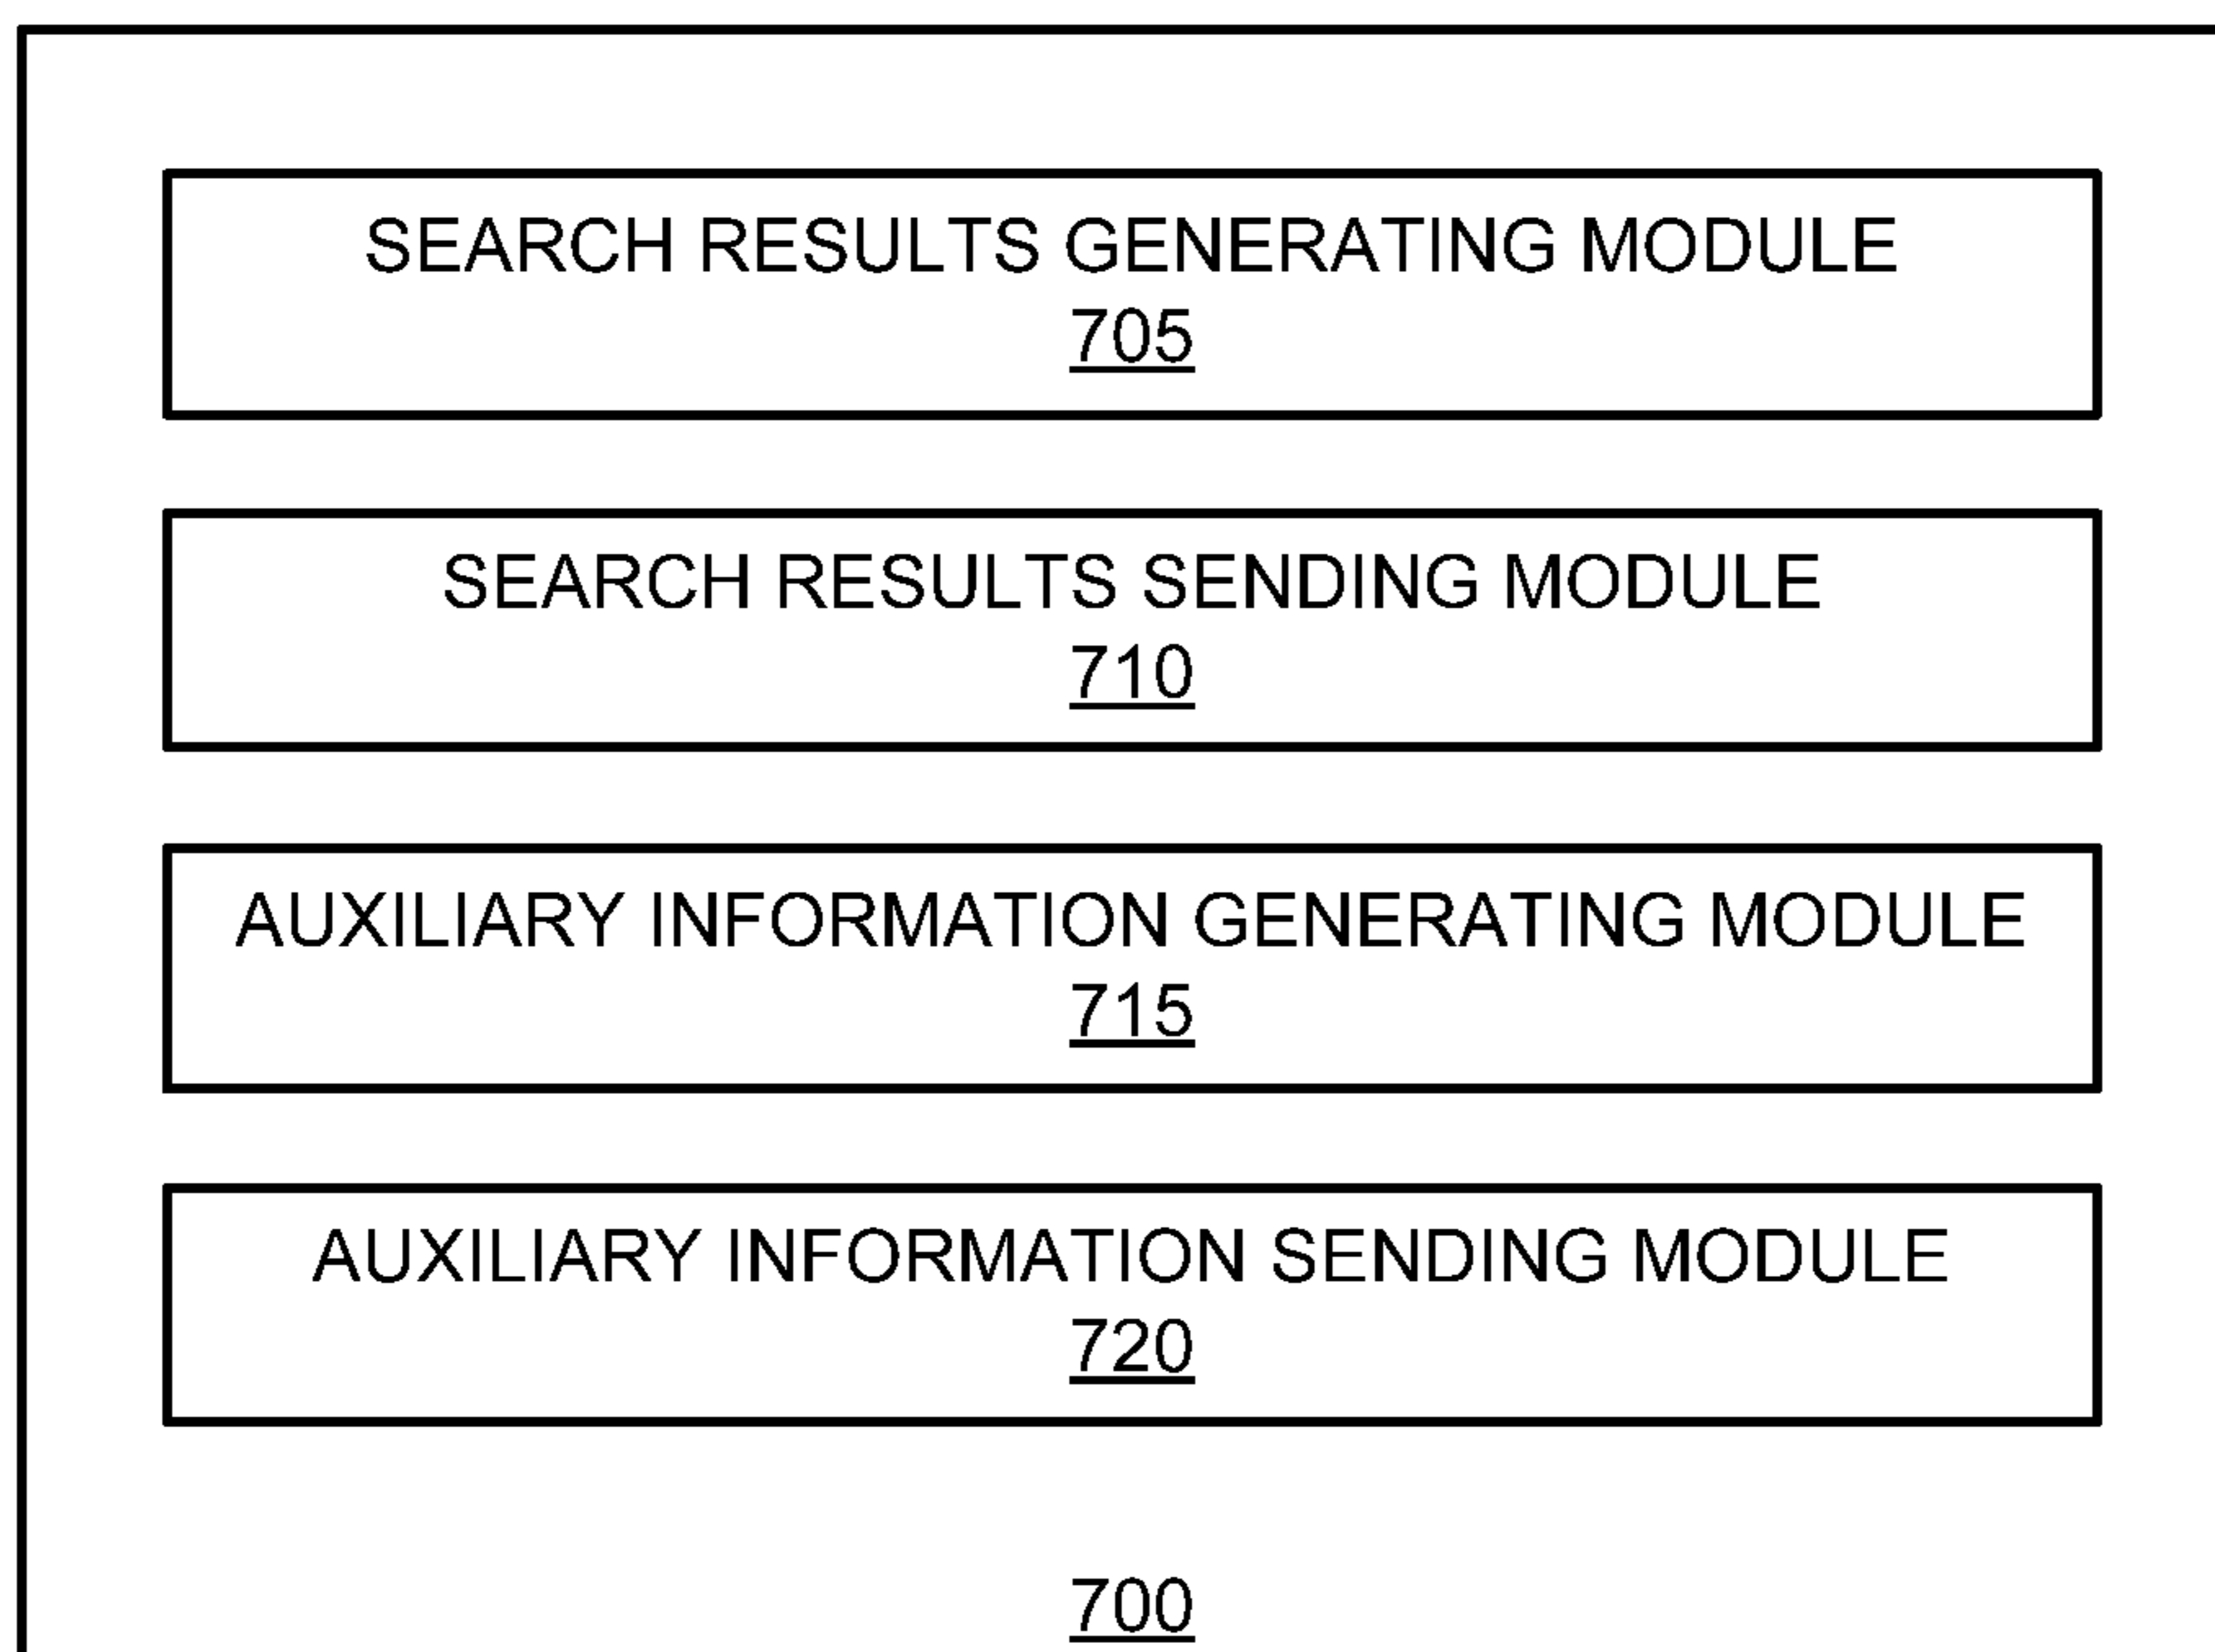 SEARCH RESULTS GENERATING MODULE
705
SEARCH RESULTS SENDING MODULE
710
AUXILIARY INFORMATION GENERATING MODULE
715
AUXILIARY INFORMATION SENDING MODULE
720
700